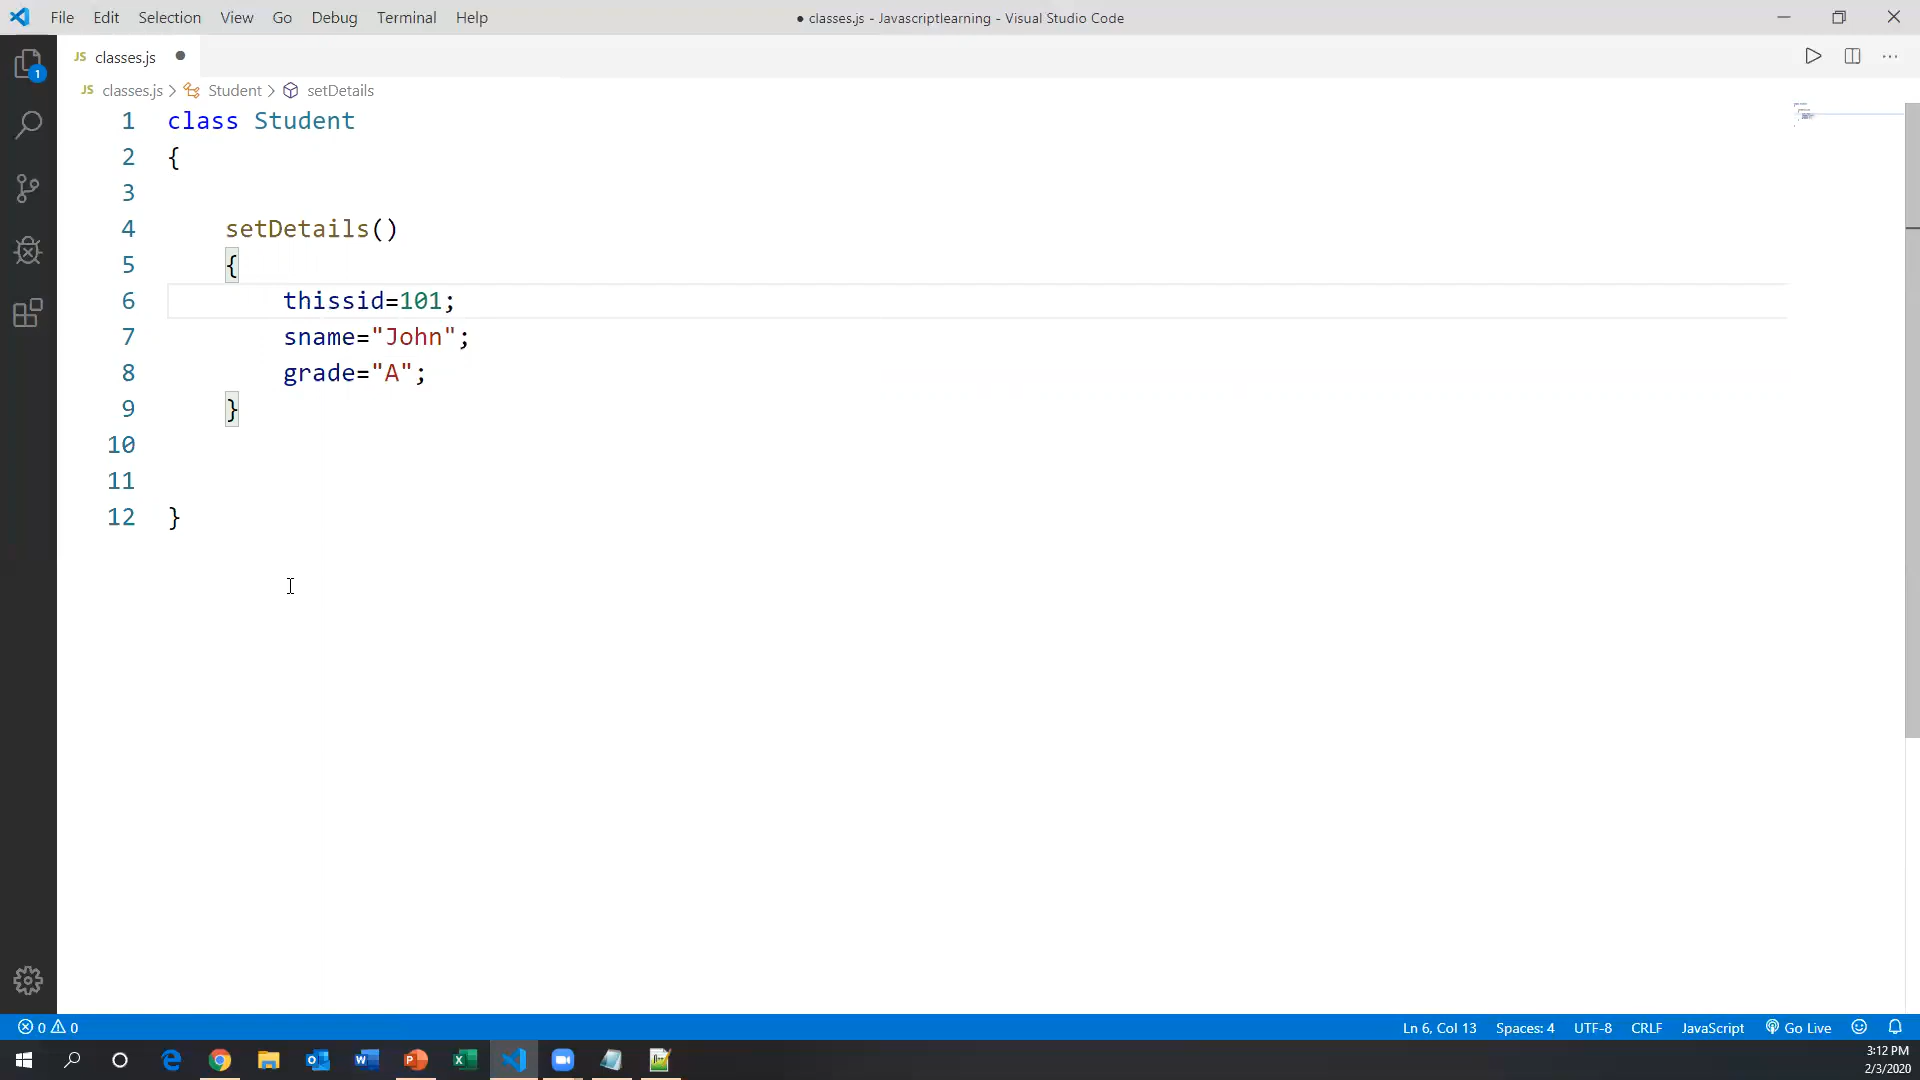 File Edit Selection View Go Debug Terminal Help
● classes.js - Javascriptlearning - Visual Studio Code
1
JS classes.js ●
JS classes.js > Student > setDetails
1 class Student
2 {
3
4 setDetails()
5 {
6 thissid=101;
7 sname="John";
8 grade="A";
9 }
10
11
12 }
0 0
Ln 6, Col 13 Spaces: 4 UTF-8 CRLF JavaScript Go Live
3:12 PM
2/3/2020